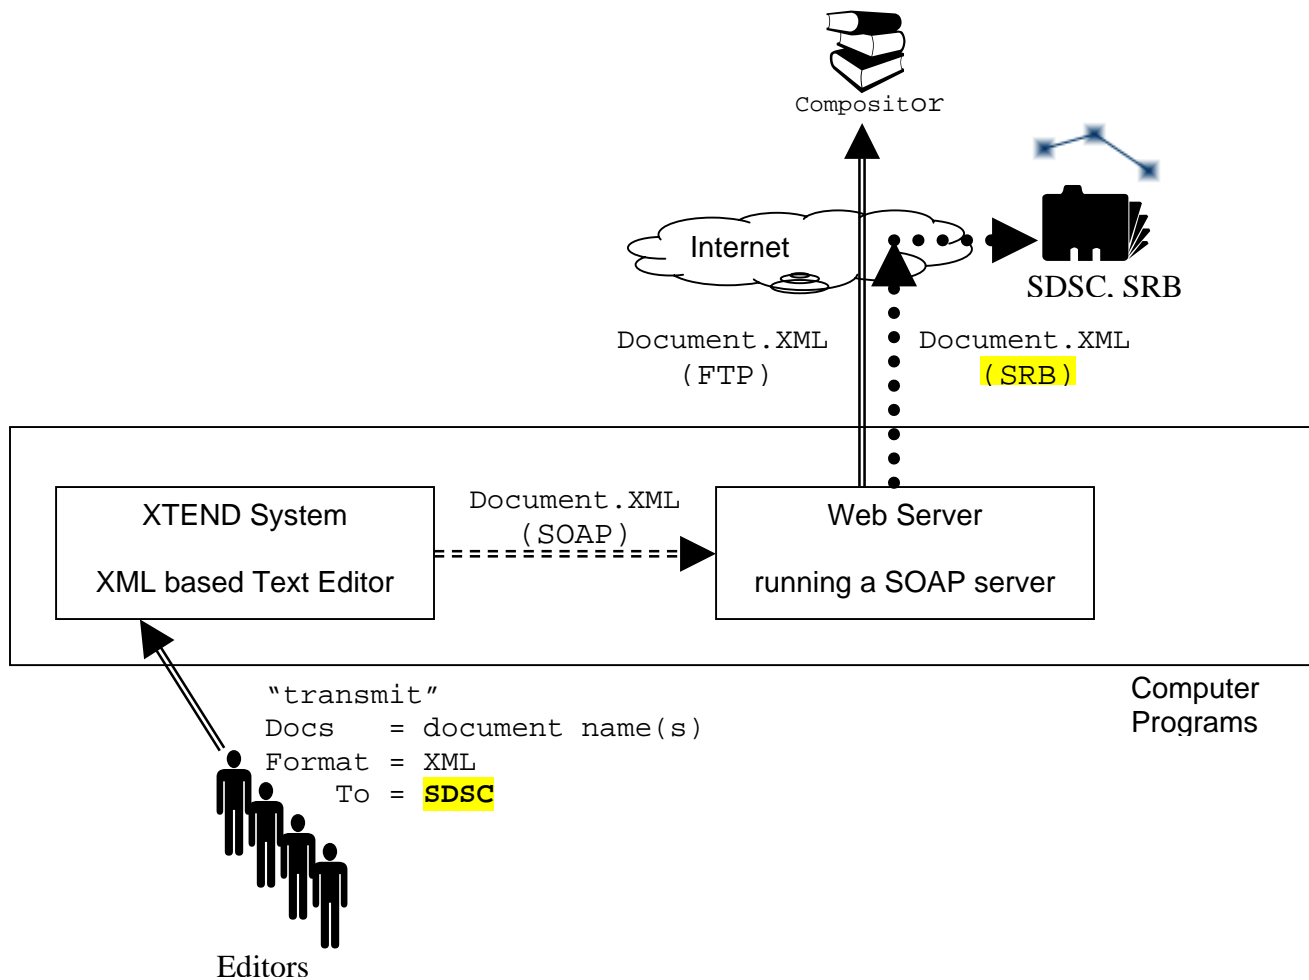 Compositor
Internet
SDSC, SRB
Document.XML
(FTP)
Document.XML
(SRB)
XTEND System
XML based Text Editor
Document.XML
(SOAP)
Web Server
running a SOAP server
Computer
Programs
“transmit”
Docs   = document name(s)
Format = XML
    To = SDSC
Editors